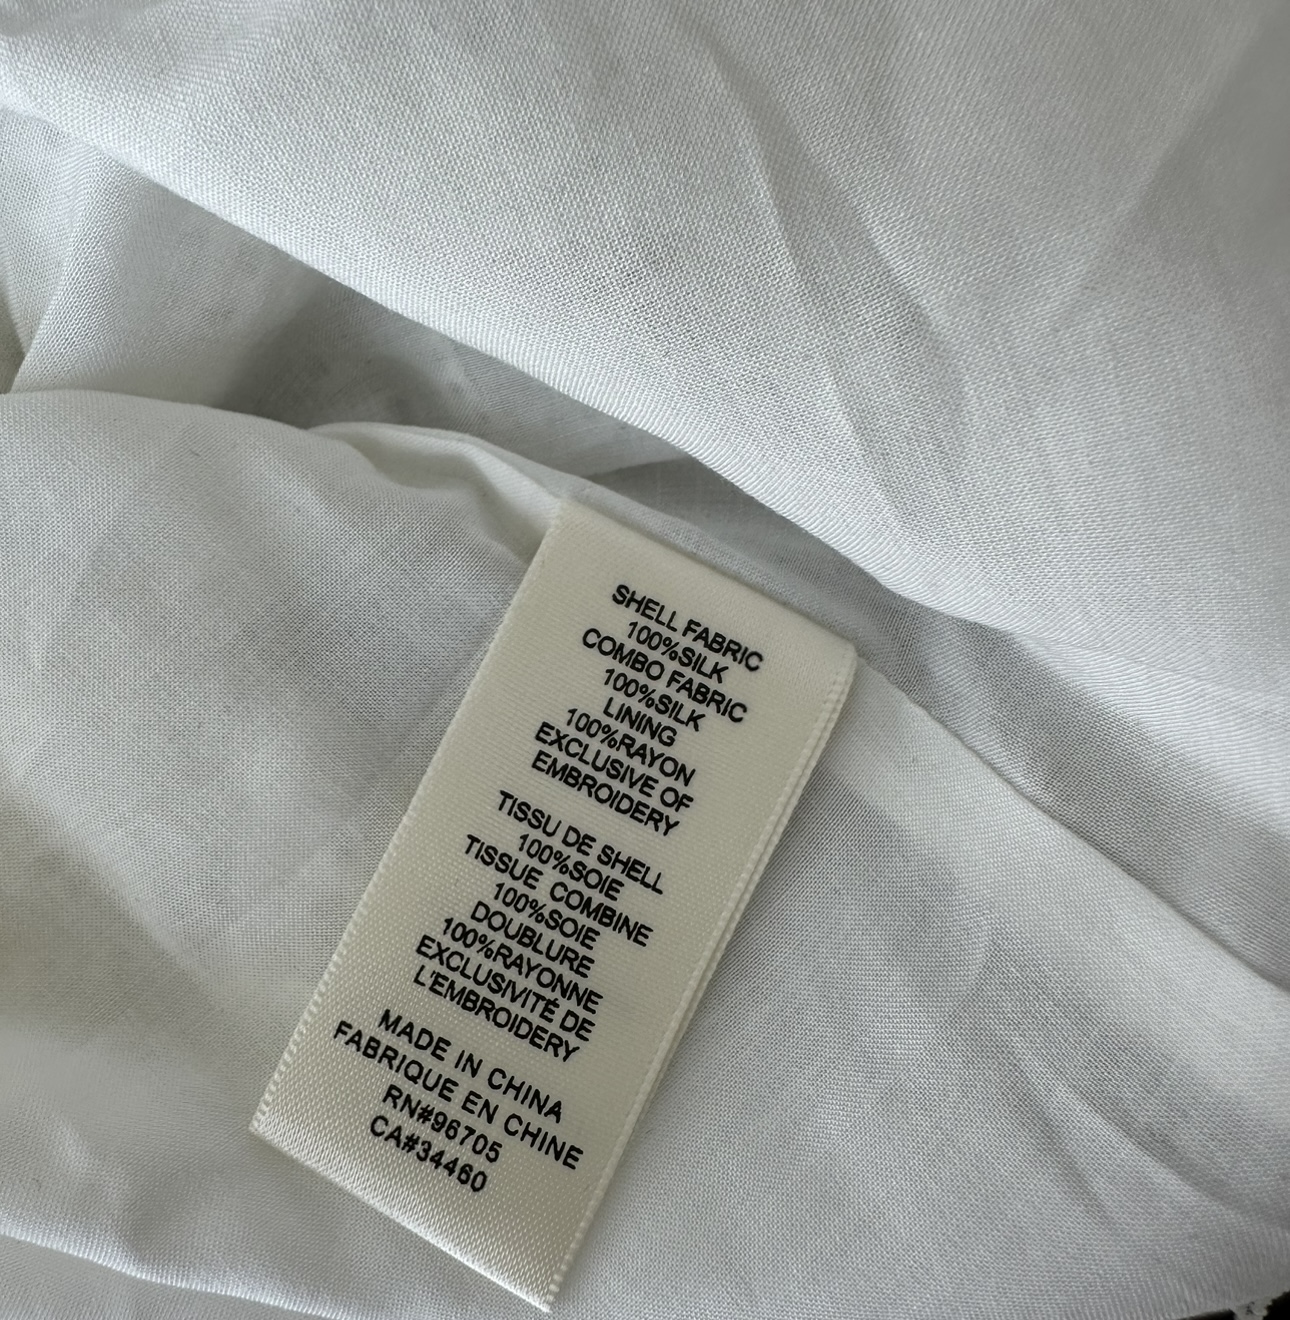 SHELL FABRIC
100%SILK
COMBO FABRIC
100%SILK
LINING
100%RAYON
EXCLUSIVE OF
EMBROIDERY
TISSU DE SHELL
100%SOIE
TISSUE COMBINE
100%SOIE
DOUBLURE
100%RAYONNE
EXCLUSIVITÉ DE
L'EMBROIDERY
MADE IN CHINA
FABRIQUE EN CHINE
RN#96705
CA#34460